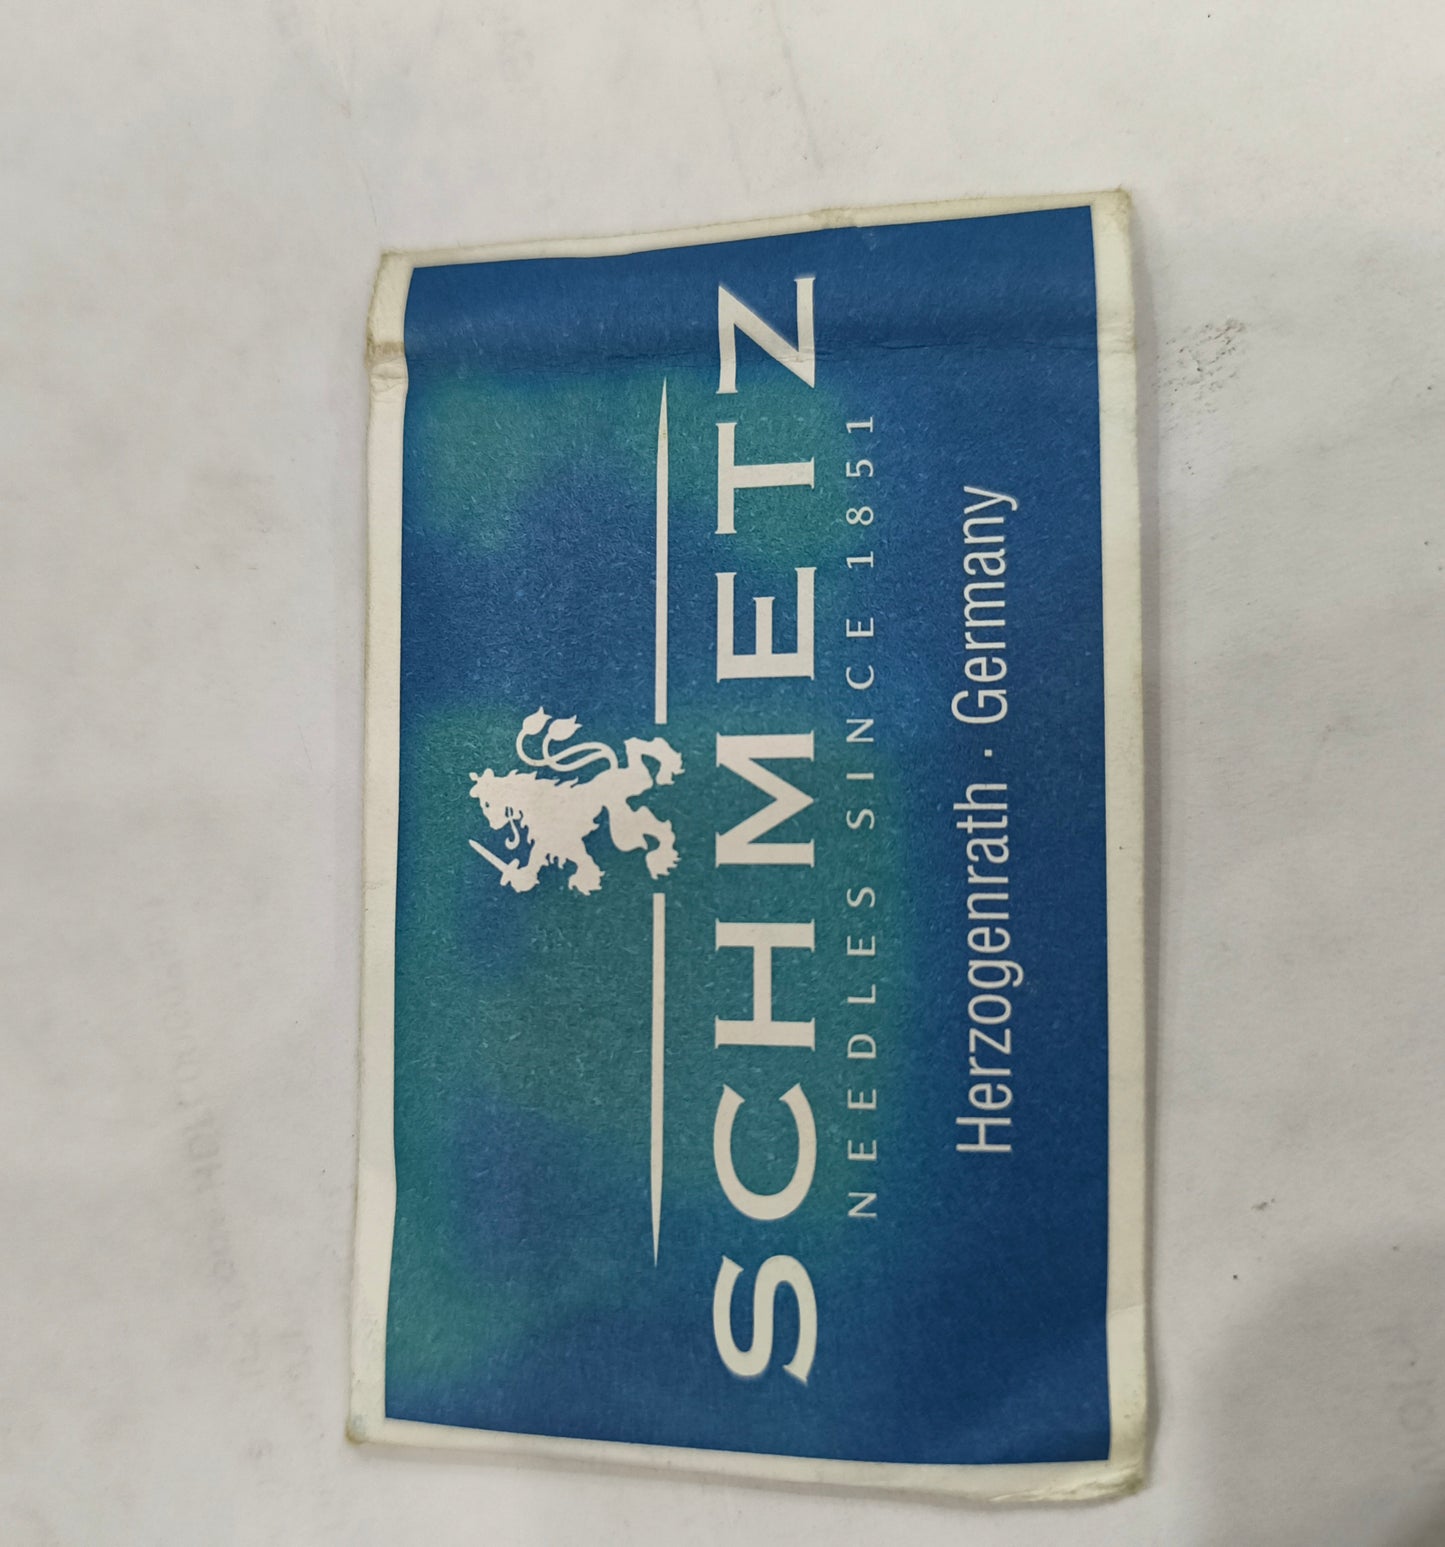 SCHMETZ
NEEDLES SINCE 1851
Herzogenrath · Germany